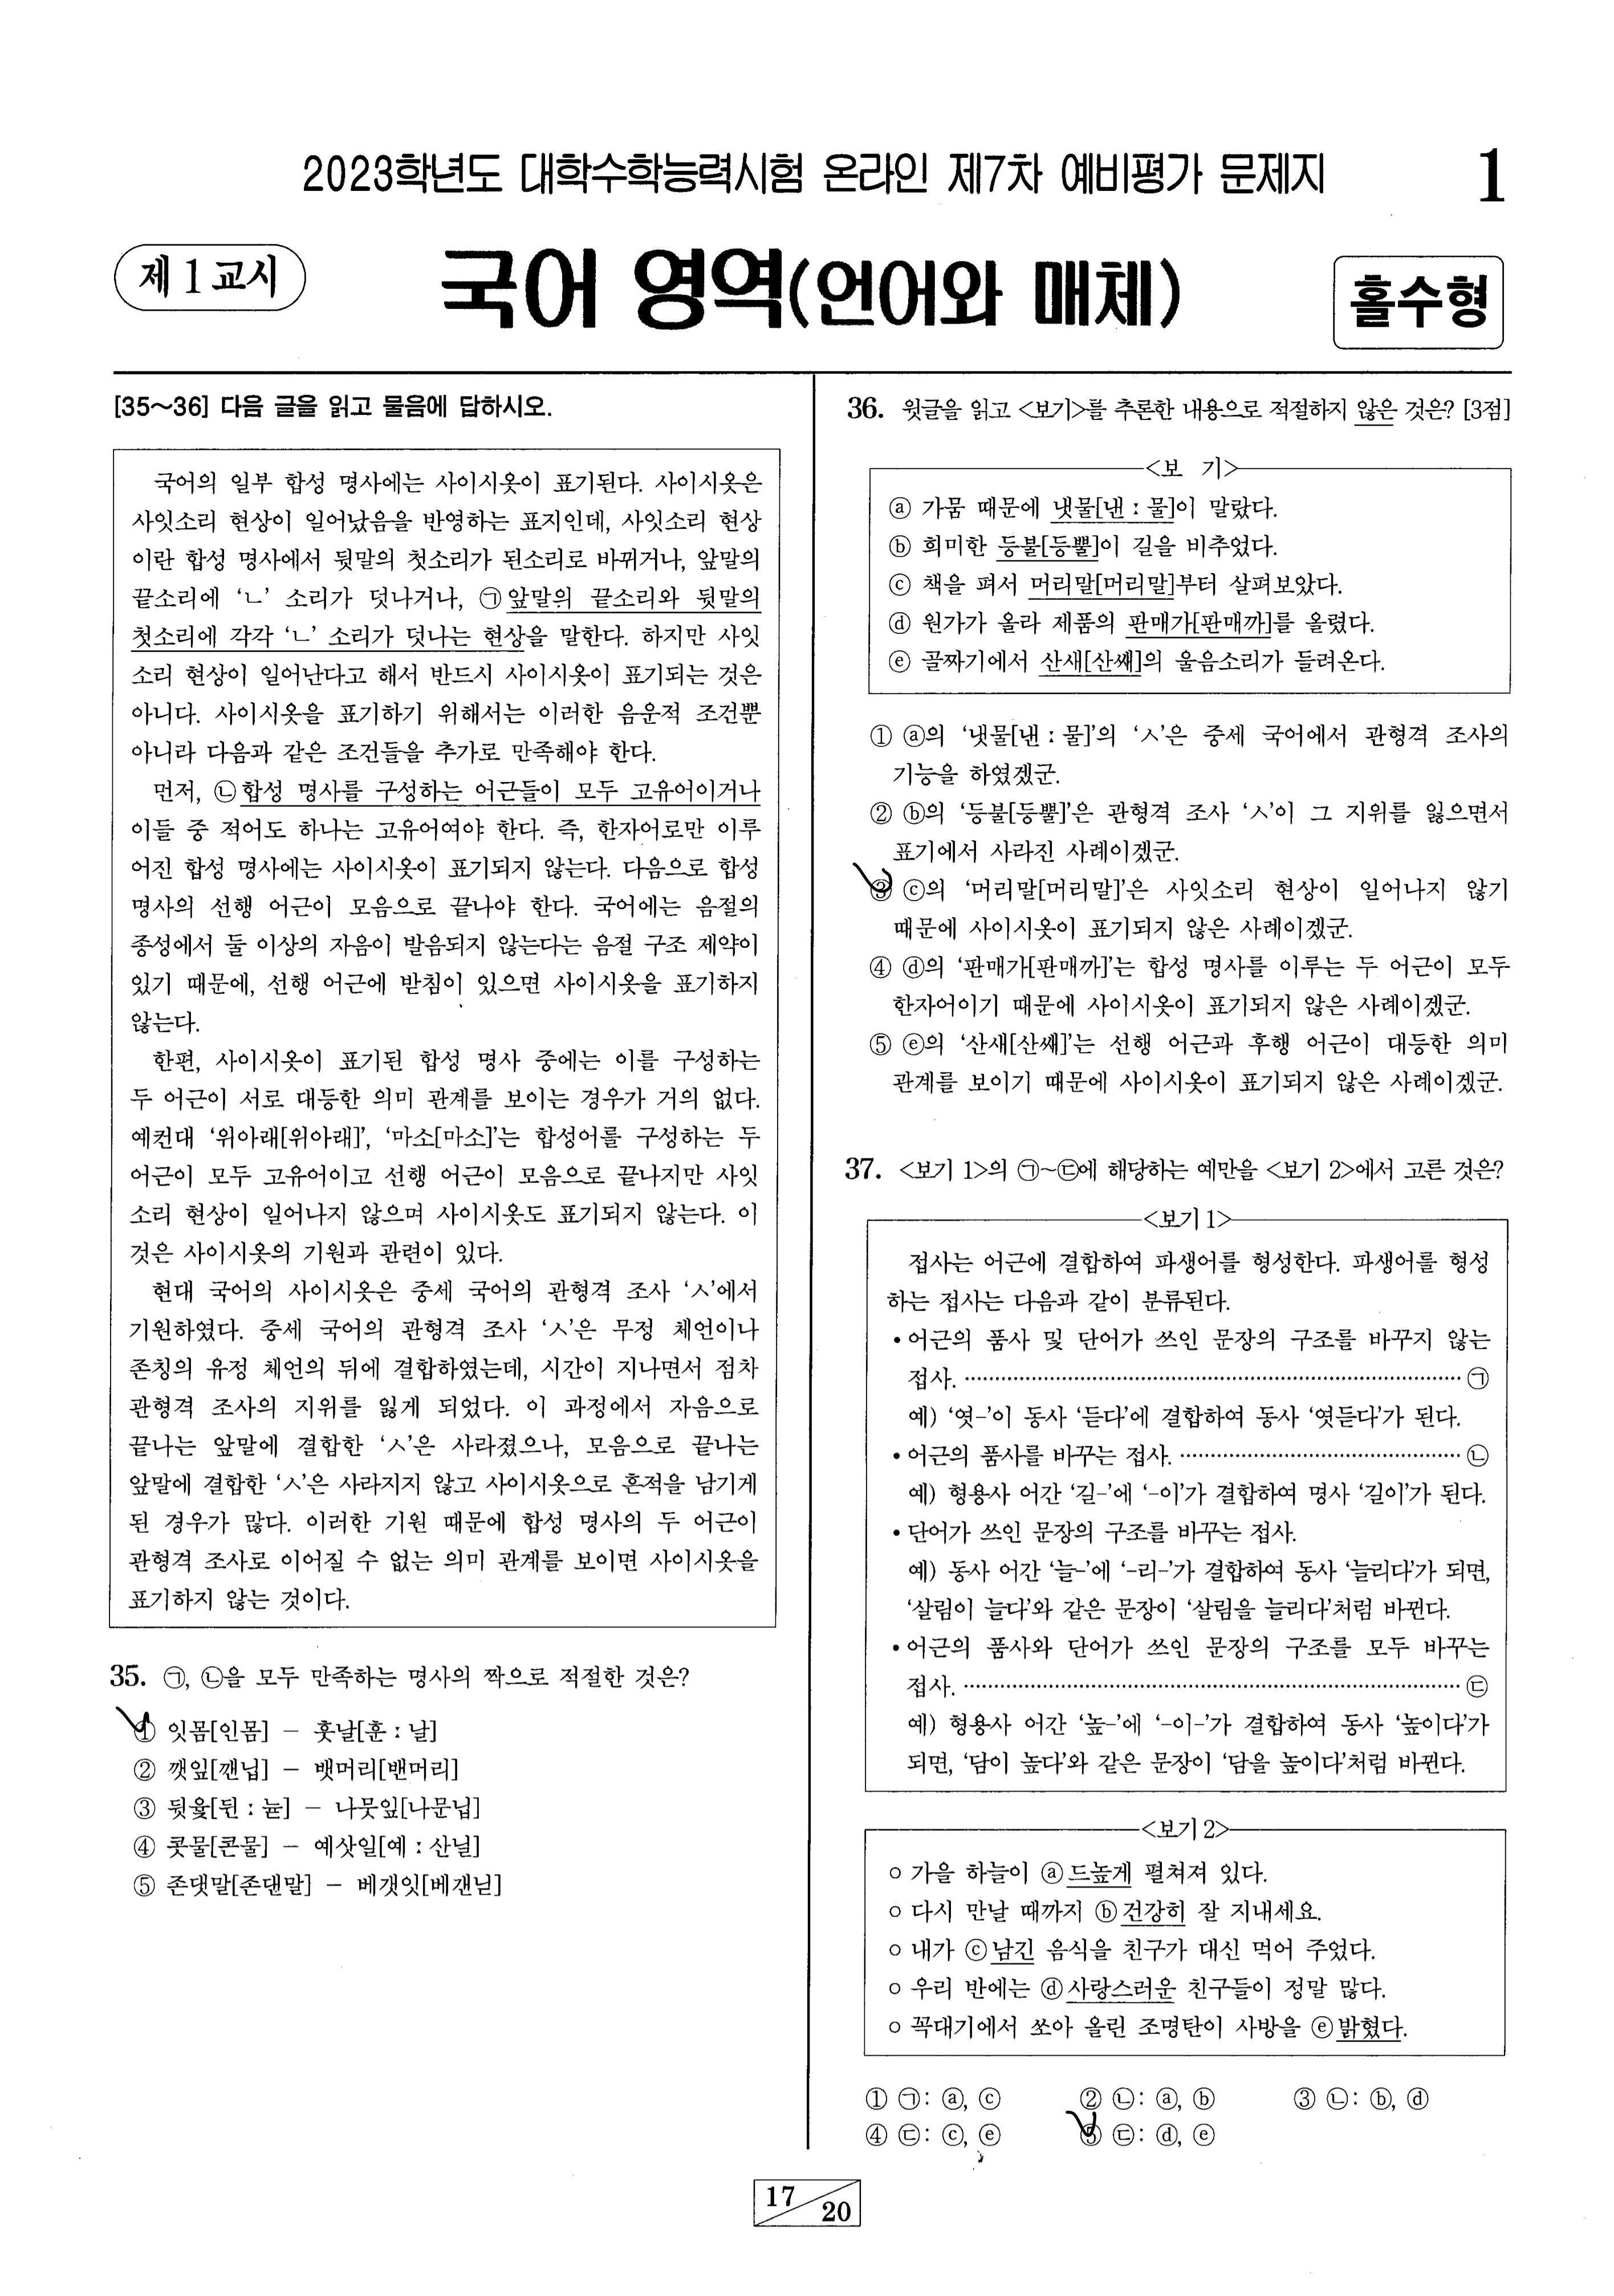 2023학년도 대학수학능력시험 온라인 제7차 예비평가 문제지
1
제 1 교시
국어 영역(언어와 매체)
홀수형
[35~36] 다음 글을 읽고 물음에 답하시오.
국어의 일부 합성 명사에는 사이시옷이 표기된다. 사이시옷은
사잇소리 현상이 일어났음을 반영하는 표지인데, 사잇소리 현상
이란 합성 명사에서 뒷말의 첫소리가 된소리로 바뀌거나, 앞말의
끝소리에 ‘ㄴ’ 소리가 덧나거나, ㉠앞말의 끝소리와 뒷말의
첫소리에 각각 ‘ㄴ’ 소리가 덧나는 현상을 말한다. 하지만 사잇
소리 현상이 일어난다고 해서 반드시 사이시옷이 표기되는 것은
아니다. 사이시옷을 표기하기 위해서는 이러한 음운적 조건뿐
아니라 다음과 같은 조건들을 추가로 만족해야 한다.
먼저, ㉡합성 명사를 구성하는 어근들이 모두 고유어이거나
이들 중 적어도 하나는 고유어여야 한다. 즉, 한자어로만 이루
어진 합성 명사에는 사이시옷이 표기되지 않는다. 다음으로 합성
명사의 선행 어근이 모음으로 끝나야 한다. 국어에는 음절의
종성에서 둘 이상의 자음이 발음되지 않는다는 음절 구조 제약이
있기 때문에, 선행 어근에 받침이 있으면 사이시옷을 표기하지
않는다.
한편, 사이시옷이 표기된 합성 명사 중에는 이를 구성하는
두 어근이 서로 대등한 의미 관계를 보이는 경우가 거의 없다.
예컨대 ‘위아래[위아래]’, ‘마소[마소]’는 합성어를 구성하는 두
어근이 모두 고유어이고 선행 어근이 모음으로 끝나지만 사잇
소리 현상이 일어나지 않으며 사이시옷도 표기되지 않는다. 이
것은 사이시옷의 기원과 관련이 있다.
현대 국어의 사이시옷은 중세 국어의 관형격 조사 ‘ㅅ’에서
기원하였다. 중세 국어의 관형격 조사 ‘ㅅ’은 무정 체언이나
존칭의 유정 체언의 뒤에 결합하였는데, 시간이 지나면서 점차
관형격 조사의 지위를 잃게 되었다. 이 과정에서 자음으로
끝나는 앞말에 결합한 ‘ㅅ’은 사라졌으나, 모음으로 끝나는
앞말에 결합한 ‘ㅅ’은 사라지지 않고 사이시옷으로 흔적을 남기게
된 경우가 많다. 이러한 기원 때문에 합성 명사의 두 어근이
관형격 조사로 이어질 수 없는 의미 관계를 보이면 사이시옷을
표기하지 않는 것이다.
35. ㉠, ㉡을 모두 만족하는 명사의 짝으로 적절한 것은?
① 잇몸[인몸] － 훗날[훈ː날]
② 깻잎[깬닙] － 뱃머리[밴머리]
③ 뒷윷[뒨ː뉻] － 나뭇잎[나문닙]
④ 콧물[콘물] － 예삿일[예ː산닐]
⑤ 존댓말[존댄말] － 베갯잇[베갠닏]
36. 윗글을 읽고 <보기>를 추론한 내용으로 적절하지 않은 것은? [3점]
<보 기>
ⓐ 가뭄 때문에 냇물[낸ː물]이 말랐다.
ⓑ 희미한 등불[등뿔]이 길을 비추었다.
ⓒ 책을 펴서 머리말[머리말]부터 살펴보았다.
ⓓ 원가가 올라 제품의 판매가[판매까]를 올렸다.
ⓔ 골짜기에서 산새[산쌔]의 울음소리가 들려온다.
① ⓐ의 ‘냇물[낸ː물]’의 ‘ㅅ’은 중세 국어에서 관형격 조사의
기능을 하였겠군.
② ⓑ의 ‘등불[등뿔]’은 관형격 조사 ‘ㅅ’이 그 지위를 잃으면서
표기에서 사라진 사례이겠군.
③ ⓒ의 ‘머리말[머리말]’은 사잇소리 현상이 일어나지 않기
때문에 사이시옷이 표기되지 않은 사례이겠군.
④ ⓓ의 ‘판매가[판매까]’는 합성 명사를 이루는 두 어근이 모두
한자어이기 때문에 사이시옷이 표기되지 않은 사례이겠군.
⑤ ⓔ의 ‘산새[산쌔]’는 선행 어근과 후행 어근이 대등한 의미
관계를 보이기 때문에 사이시옷이 표기되지 않은 사례이겠군.
37. <보기 1>의 ㉠~㉢에 해당하는 예만을 <보기 2>에서 고른 것은?
<보기 1>
접사는 어근에 결합하여 파생어를 형성한다. 파생어를 형성
하는 접사는 다음과 같이 분류된다.
• 어근의 품사 및 단어가 쓰인 문장의 구조를 바꾸지 않는
접사. ················ ㉠
예) ‘엿-’이 동사 ‘듣다’에 결합하여 동사 ‘엿듣다’가 된다.
• 어근의 품사를 바꾸는 접사. ················ ㉡
예) 형용사 어간 ‘길-’에 ‘-이’가 결합하여 명사 ‘길이’가 된다.
• 단어가 쓰인 문장의 구조를 바꾸는 접사.
예) 동사 어간 ‘늘-’에 ‘-리-’가 결합하여 동사 ‘늘리다’가 되면,
‘살림이 늘다’와 같은 문장이 ‘살림을 늘리다’처럼 바뀐다.
• 어근의 품사와 단어가 쓰인 문장의 구조를 모두 바꾸는
접사. ················ ㉢
예) 형용사 어간 ‘높-’에 ‘-이-’가 결합하여 동사 ‘높이다’가
되면, ‘담이 높다’와 같은 문장이 ‘담을 높이다’처럼 바뀐다.
<보기 2>
○ 가을 하늘이 ⓐ드높게 펼쳐져 있다.
○ 다시 만날 때까지 ⓑ건강히 잘 지내세요.
○ 내가 ⓒ남긴 음식을 친구가 대신 먹어 주었다.
○ 우리 반에는 ⓓ사랑스러운 친구들이 정말 많다.
○ 꼭대기에서 쏘아 올린 조명탄이 사방을 ⓔ밝혔다.
① ㉠: ⓐ, ⓒ ② ㉡: ⓐ, ⓑ ③ ㉡: ⓑ, ⓓ
④ ㉢: ⓒ, ⓔ ⑤ ㉢: ⓓ, ⓔ
17
20